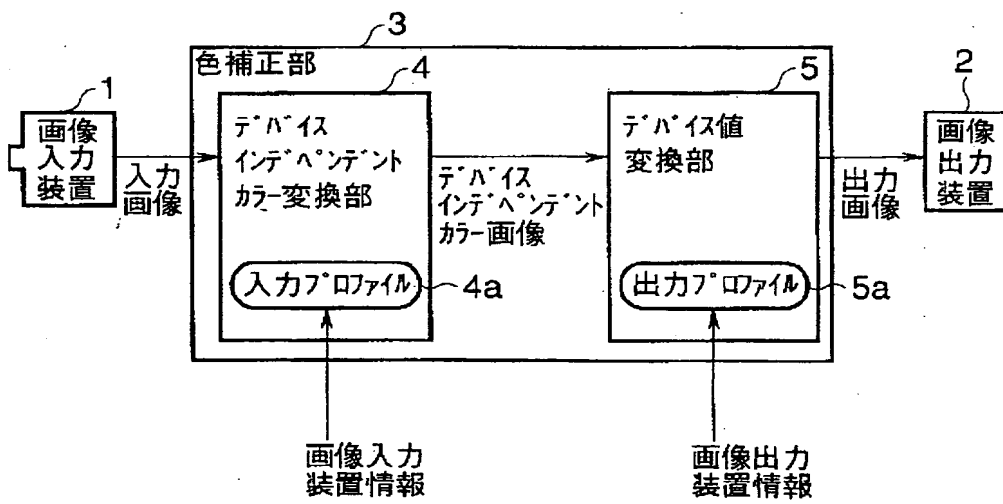 3
色補正部
1
画像
入力
装置
入力
画像
4
デバイス
インデペンデント
カラー変換部
入力プロファイル
4a
デバイス
インデペンデント
カラー画像
5
デバイス値
変換部
出力プロファイル
5a
出力
画像
2
画像
出力
装置
画像入力
装置情報
画像出力
装置情報